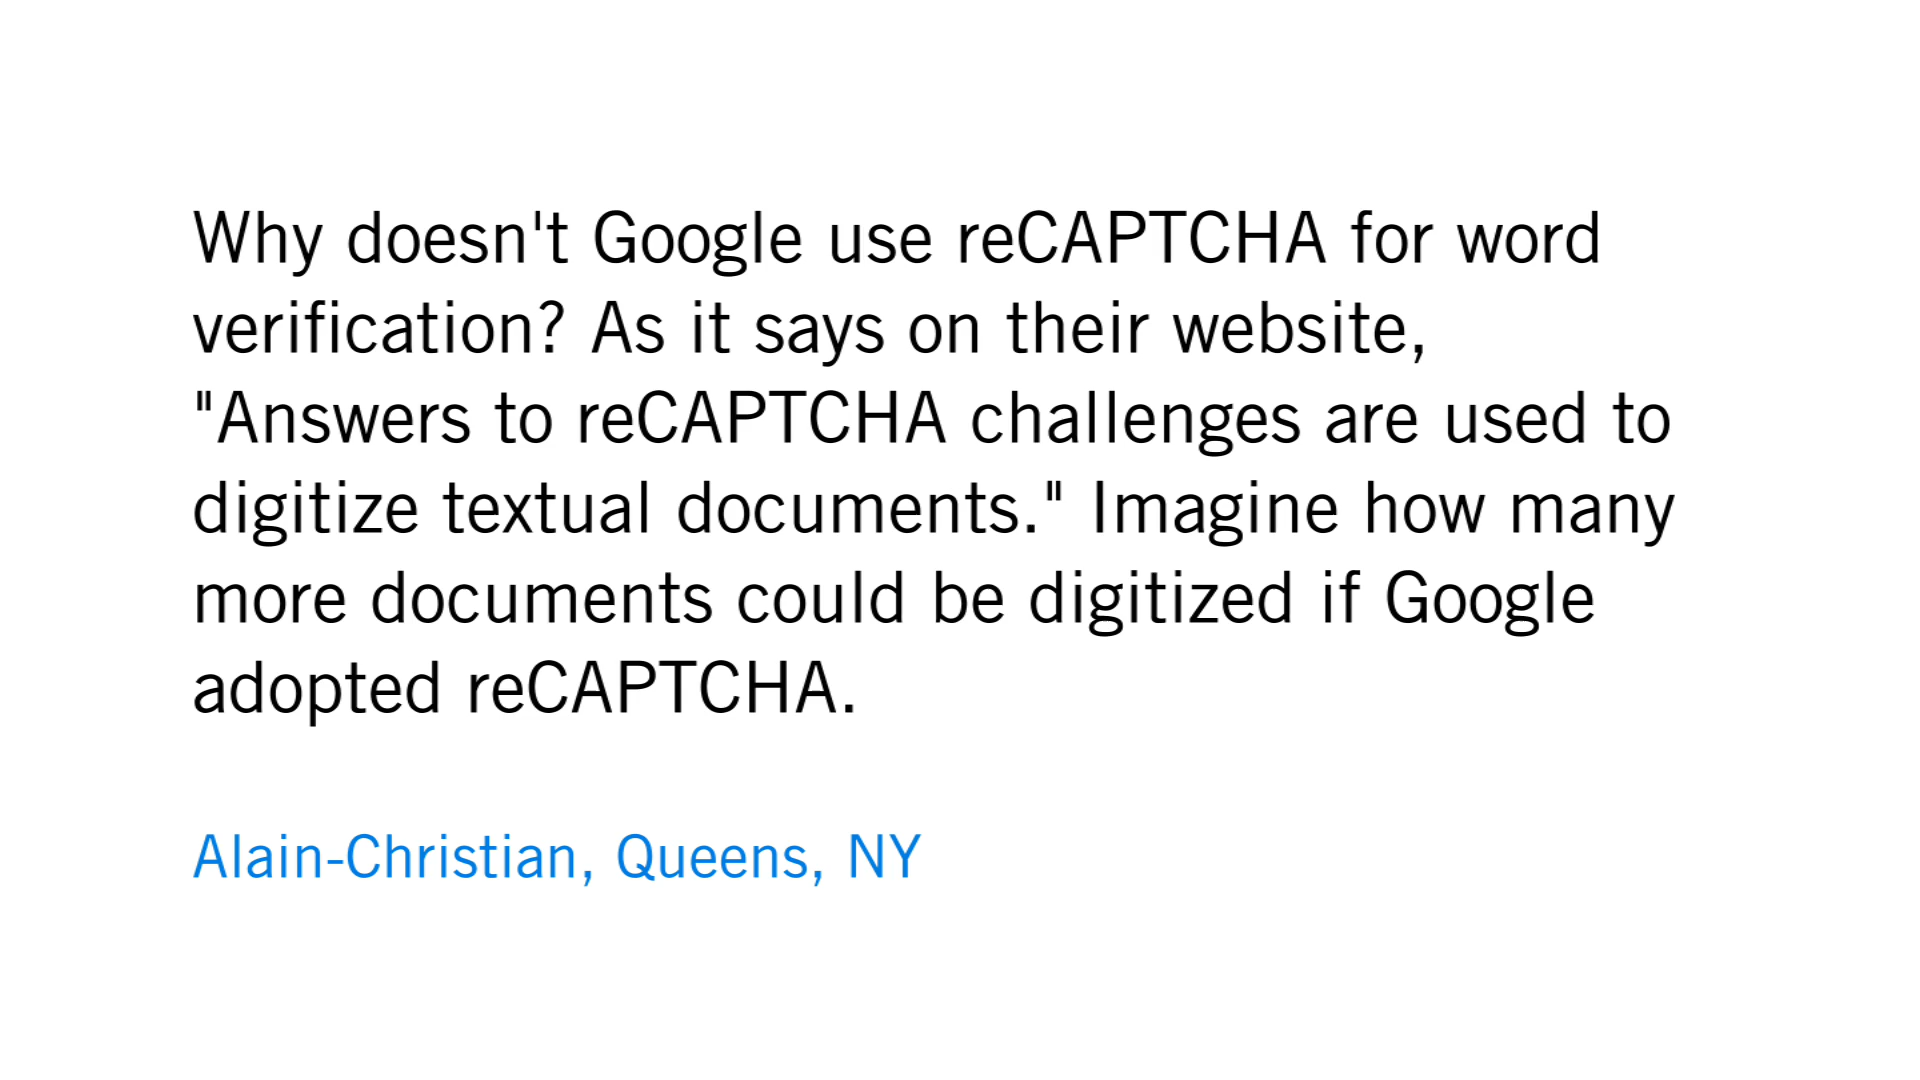 Why doesn't Google use reCAPTCHA for word
verification? As it says on their website,
"Answers to reCAPTCHA challenges are used to
digitize textual documents." Imagine how many
more documents could be digitized if Google
adopted reCAPTCHA.
Alain-Christian, Queens, NY